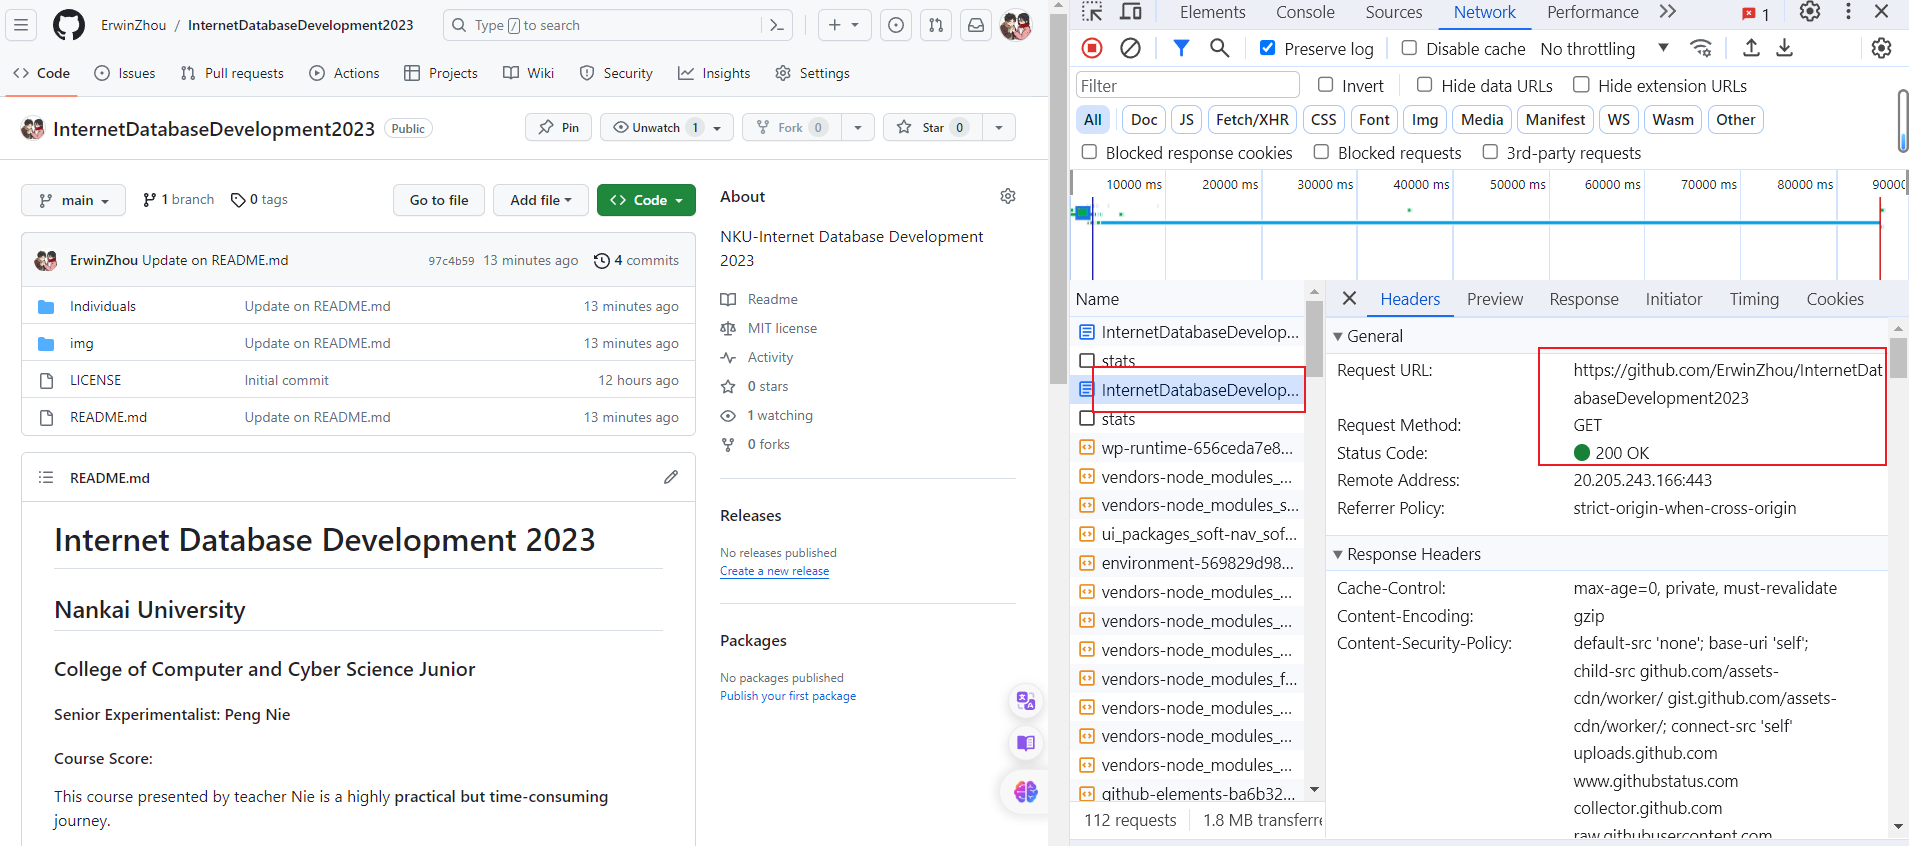 ErwinZhou / InternetDatabaseDevelopment2023
Type / to search
Code
Issues
Pull requests
Actions
Projects
Wiki
Security
Insights
Settings
InternetDatabaseDevelopment2023 Public
Pin
Unwatch 1
Fork 0
Star 0
main
1 branch
0 tags
Go to file
Add file
Code
ErwinZhou Update on README.md
97c4b59 13 minutes ago
4 commits
Individuals Update on README.md 13 minutes ago
img Update on README.md 13 minutes ago
LICENSE Initial commit 12 hours ago
README.md Update on README.md 13 minutes ago
README.md
Internet Database Development 2023
Nankai University
College of Computer and Cyber Science Junior
Senior Experimentalist: Peng Nie
Course Score:
This course presented by teacher Nie is a highly practical but time-consuming
journey.
About
NKU-Internet Database Development
2023
Readme
MIT license
Activity
0 stars
1 watching
0 forks
Releases
No releases published
Create a new release
Packages
No packages published
Publish your first package
Elements
Console
Sources
Network
Performance
1
Preserve log
Disable cache
No throttling
Filter
Invert
Hide data URLs
Hide extension URLs
All
Doc
JS
Fetch/XHR
CSS
Font
Img
Media
Manifest
WS
Wasm
Other
Blocked response cookies
Blocked requests
3rd-party requests
10000 ms
20000 ms
30000 ms
40000 ms
50000 ms
60000 ms
70000 ms
80000 ms
90000
Name
InternetDatabaseDevelop...
stats
InternetDatabaseDevelop...
stats
wp-runtime-656ceda7e8...
vendors-node_modules_...
vendors-node_modules_s...
ui_packages_soft-nav_sof...
environment-569829d98...
vendors-node_modules_...
vendors-node_modules_...
vendors-node_modules_...
vendors-node_modules_f...
vendors-node_modules_...
vendors-node_modules_...
vendors-node_modules_...
github-elements-ba6b32...
112 requests
1.8 MB transferre
Headers
Preview
Response
Initiator
Timing
Cookies
General
Request URL: https://github.com/ErwinZhou/InternetDat
abaseDevelopment2023
Request Method: GET
Status Code: 200 OK
Remote Address: 20.205.243.166:443
Referrer Policy: strict-origin-when-cross-origin
Response Headers
Cache-Control: max-age=0, private, must-revalidate
Content-Encoding: gzip
Content-Security-Policy: default-src 'none'; base-uri 'self';
child-src github.com/assets-
cdn/worker/ gist.github.com/assets-
cdn/worker/; connect-src 'self'
uploads.github.com
www.githubstatus.com
collector.github.com
raw.githubusercontent.com